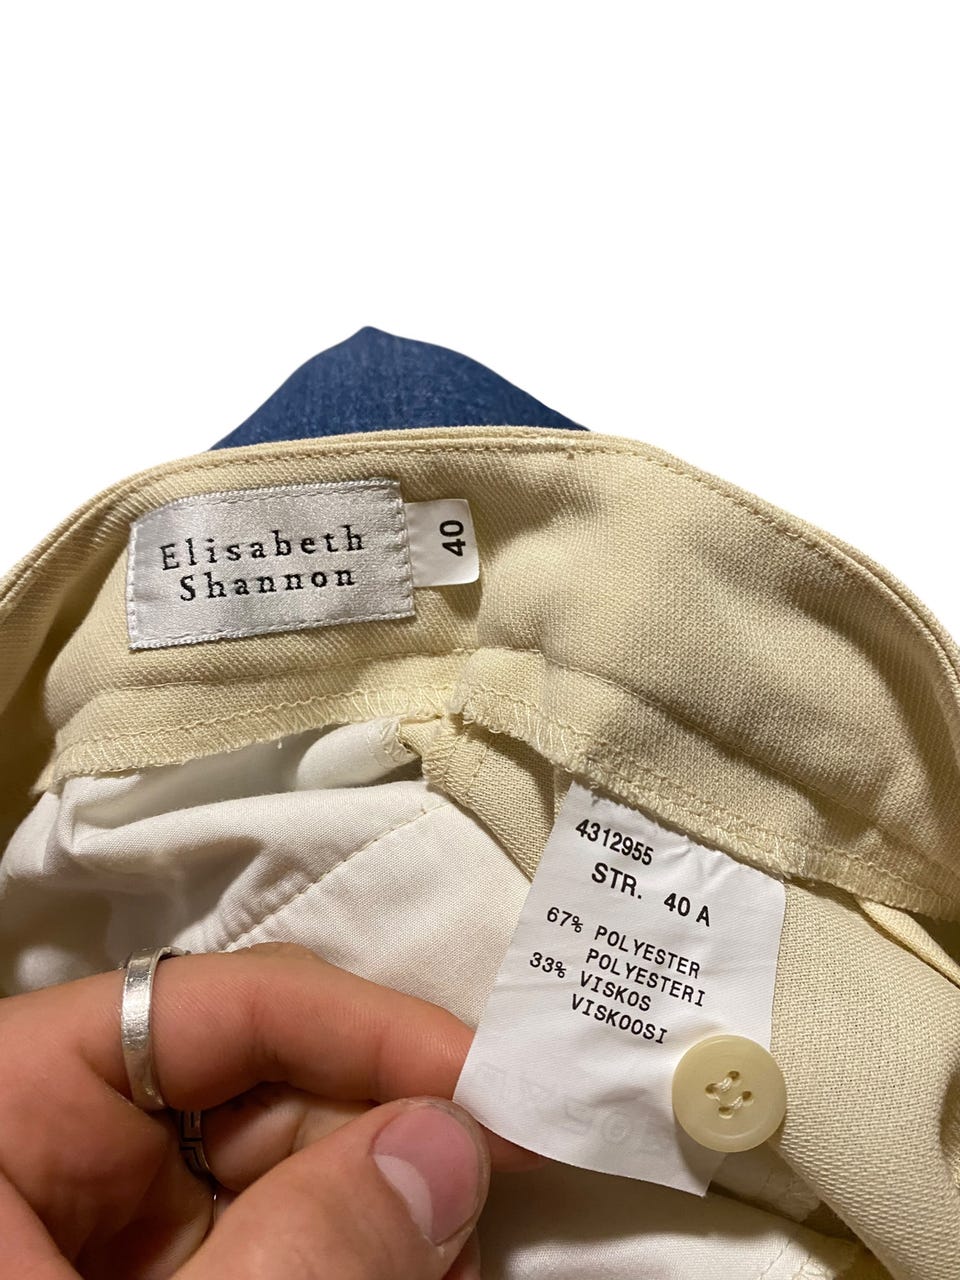 Elisabeth
Shannon
40
4312955
STR. 40 A
67% POLYESTER
POLYESTERI
33% VISKOS
VISKOOSI